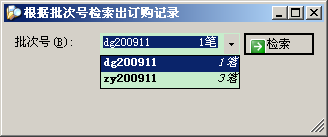 根据批次号检索出订购记录
批次号(B): dg200911 1笔 检索
dg200911 1笔
zy200911 3笔